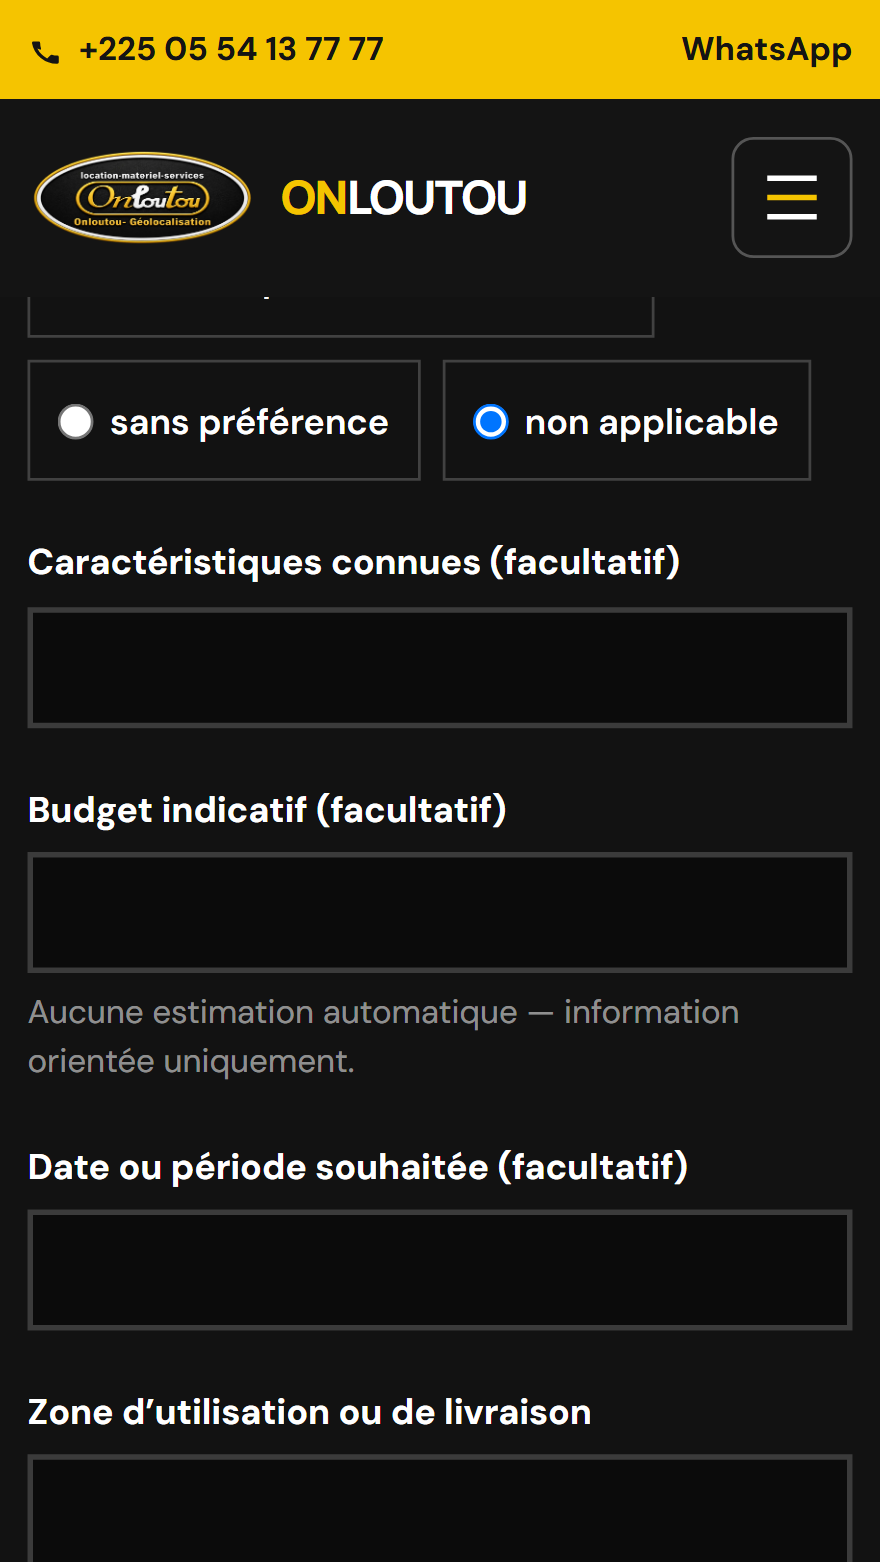 +225 05 54 13 77 77
WhatsApp
location-materiel-services
Onloutou
Onloutou- Géolocalisation
ONLOUTOU
sans préférence
non applicable
Caractéristiques connues (facultatif)
Budget indicatif (facultatif)
Aucune estimation automatique — information
orientée uniquement.
Date ou période souhaitée (facultatif)
Zone d’utilisation ou de livraison